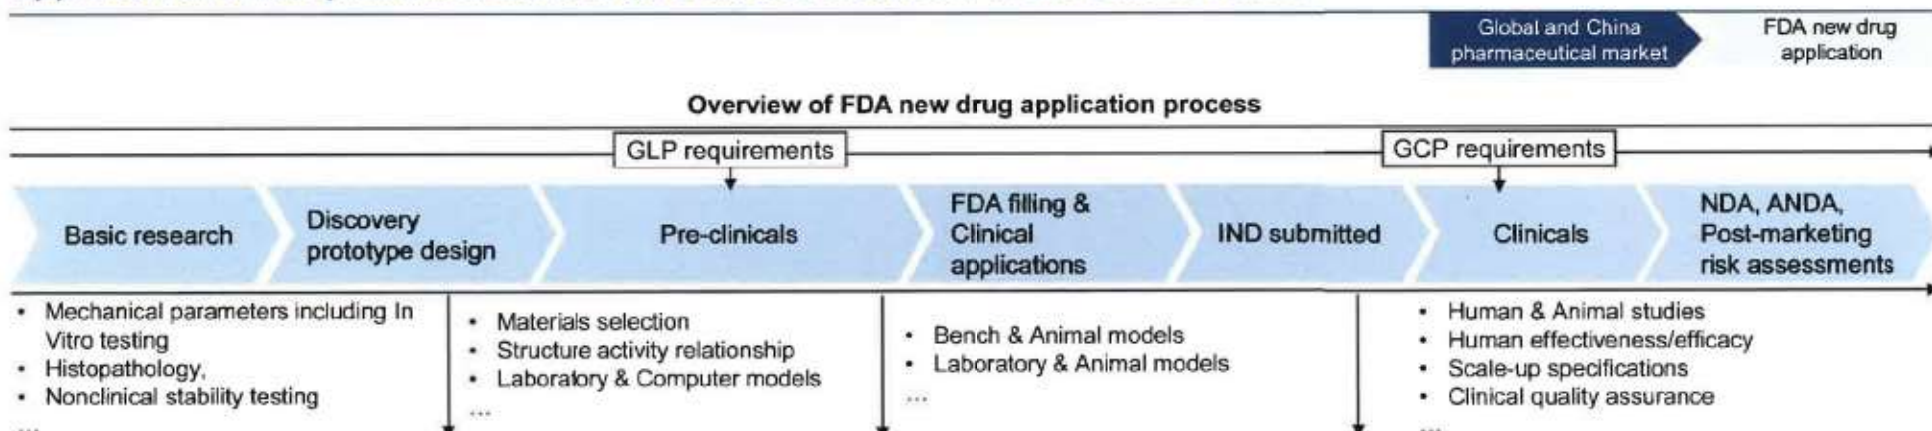 Global and China
pharmaceutical market
FDA new drug
application
Overview of FDA new drug application process
GLP requirements
GCP requirements
Basic research
Discovery
prototype design
Pre-clinicals
FDA filling &
Clinical
applications
IND submitted
Clinicals
NDA, ANDA,
Post-marketing
risk assessments
• Mechanical parameters including In
Vitro testing
• Histopathology,
• Nonclinical stability testing
...
• Materials selection
• Structure activity relationship
• Laboratory & Computer models
...
• Bench & Animal models
• Laboratory & Animal models
...
• Human & Animal studies
• Human effectiveness/efficacy
• Scale-up specifications
• Clinical quality assurance
...